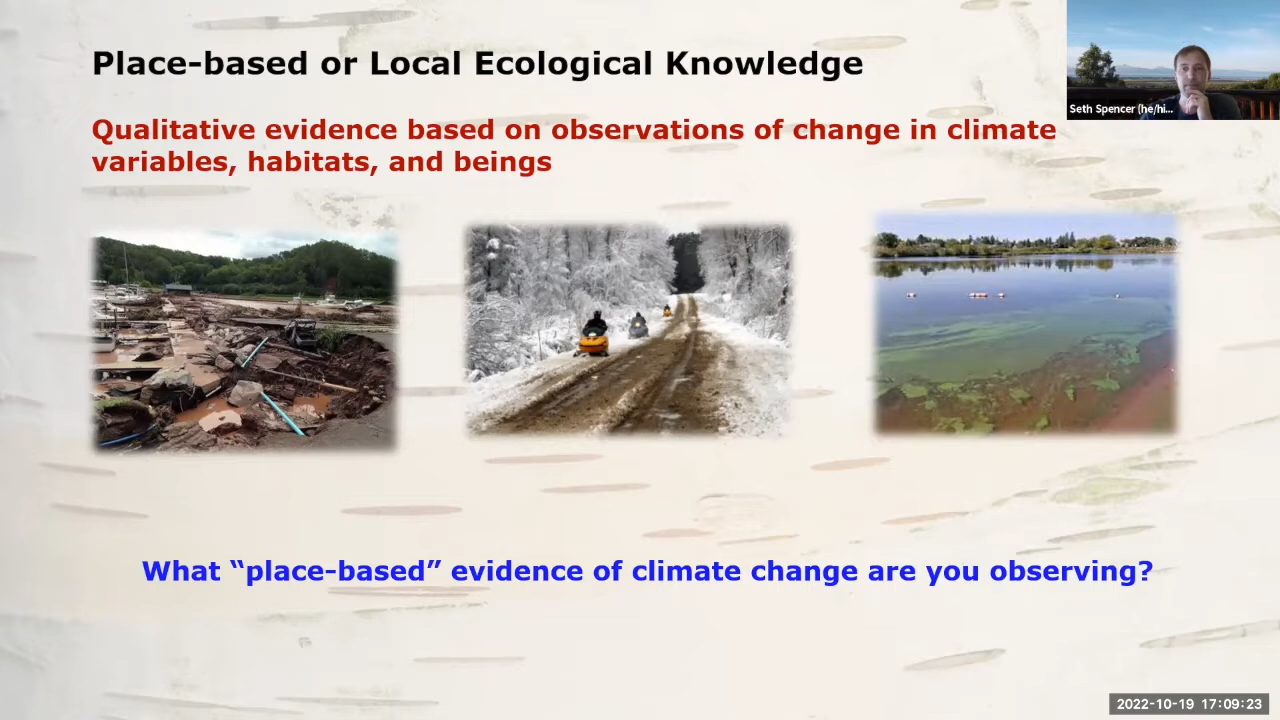 Place-based or Local Ecological Knowledge
Seth Spencer (he/hi...
Qualitative evidence based on observations of change in climate
variables, habitats, and beings
What “place-based” evidence of climate change are you observing?
2022-10-19 17:09:23